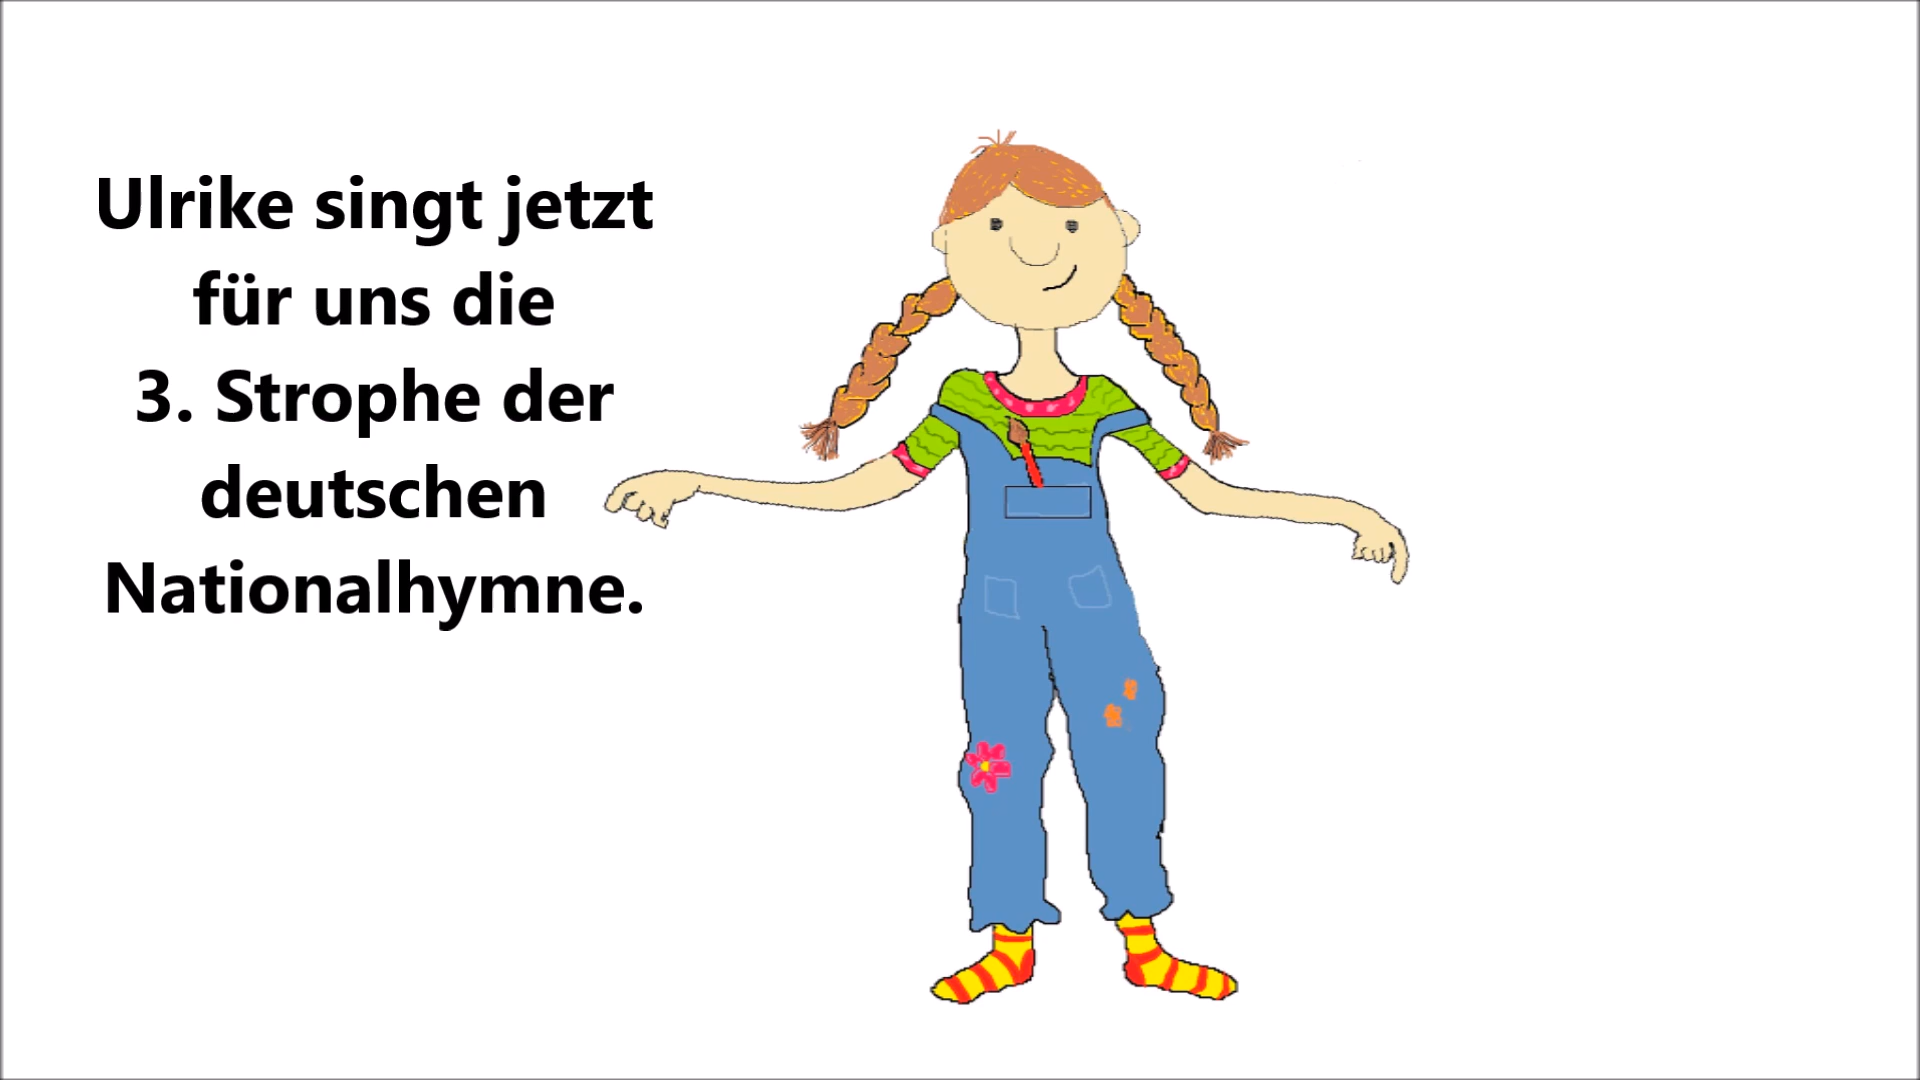 Ulrike singt jetzt
für uns die
3. Strophe der
deutschen
Nationalhymne.